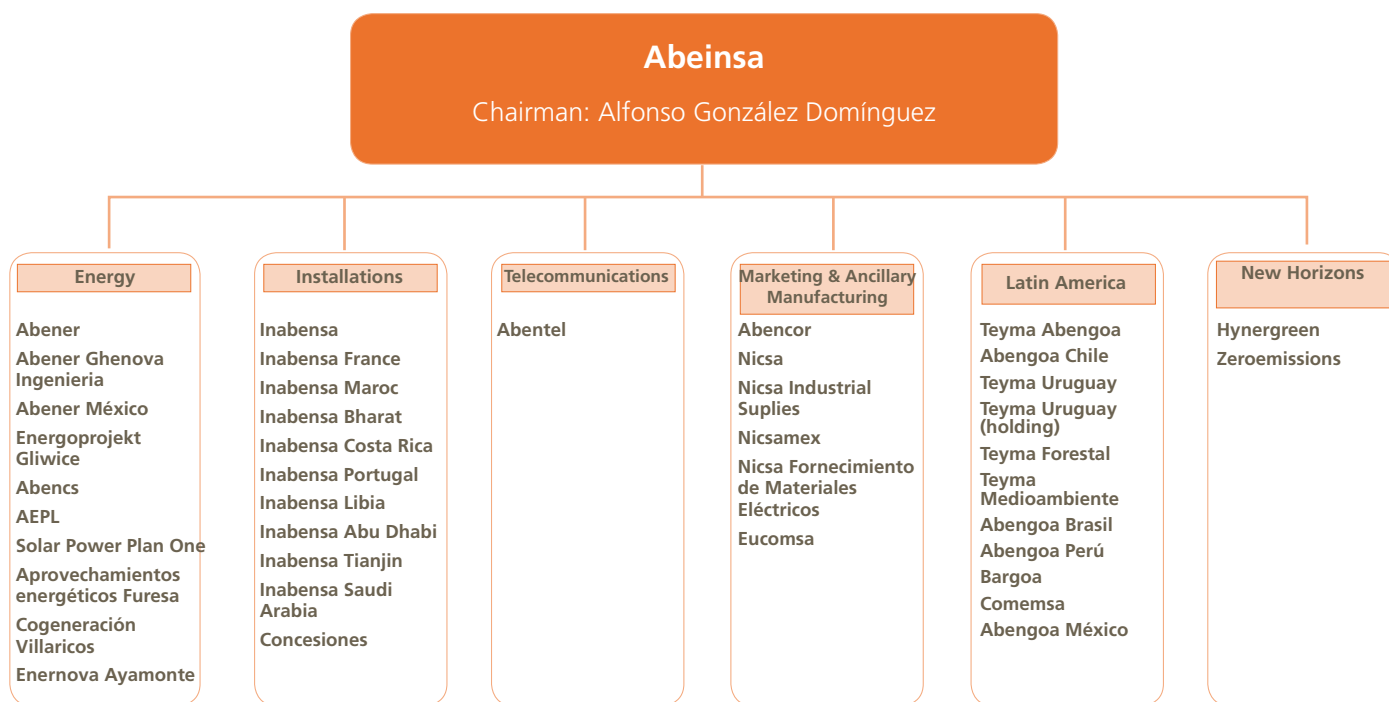 Abeinsa
Chairman: Alfonso González Domínguez
Energy
Abener
Abener Ghenova
Ingenieria
Abener México
Energoprojekt
Gliwice
Abencs
AEPL
Solar Power Plan One
Aprovechamientos
energéticos Furesa
Cogeneración
Villaricos
Enernova Ayamonte
Installations
Inabensa
Inabensa France
Inabensa Maroc
Inabensa Bharat
Inabensa Costa Rica
Inabensa Portugal
Inabensa Libia
Inabensa Abu Dhabi
Inabensa Tianjin
Inabensa Saudi
Arabia
Concesiones
Telecommunications
Abentel
Marketing & Ancillary
Manufacturing
Abencor
Nicsa
Nicsa Industrial
Suplies
Nicsamex
Nicsa Fornecimiento
de Materiales
Eléctricos
Eucomsa
Latin America
Teyma Abengoa
Abengoa Chile
Teyma Uruguay
Teyma Uruguay
(holding)
Teyma Forestal
Teyma
Medioambiente
Abengoa Brasil
Abengoa Perú
Bargoa
Comemsa
Abengoa México
New Horizons
Hynergreen
Zeroemissions